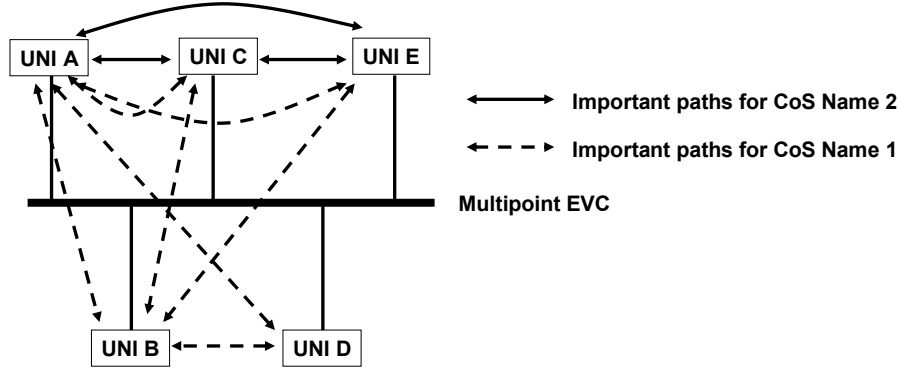 UNI A
UNI C
UNI E
Important paths for CoS Name 2
Important paths for CoS Name 1
Multipoint EVC
UNI B
UNI D